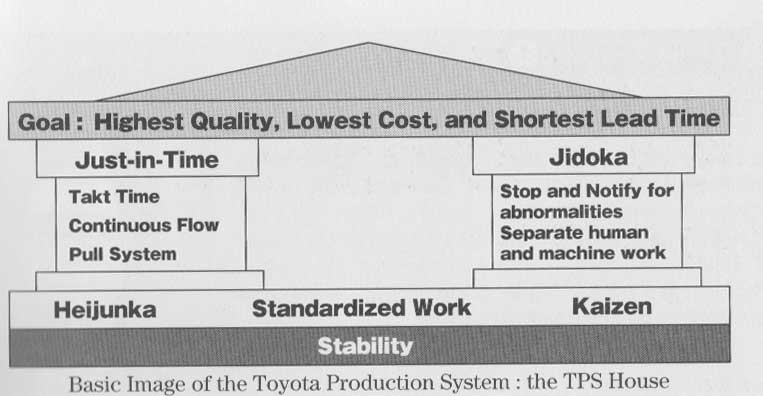 Goal : Highest Quality, Lowest Cost, and Shortest Lead Time
Just-in-Time
Takt Time
Continuous Flow
Pull System
Jidoka
Stop and Notify for
abnormalities
Separate human
and machine work
Heijunka Standardized Work Kaizen
Stability
Basic Image of the Toyota Production System : the TPS House